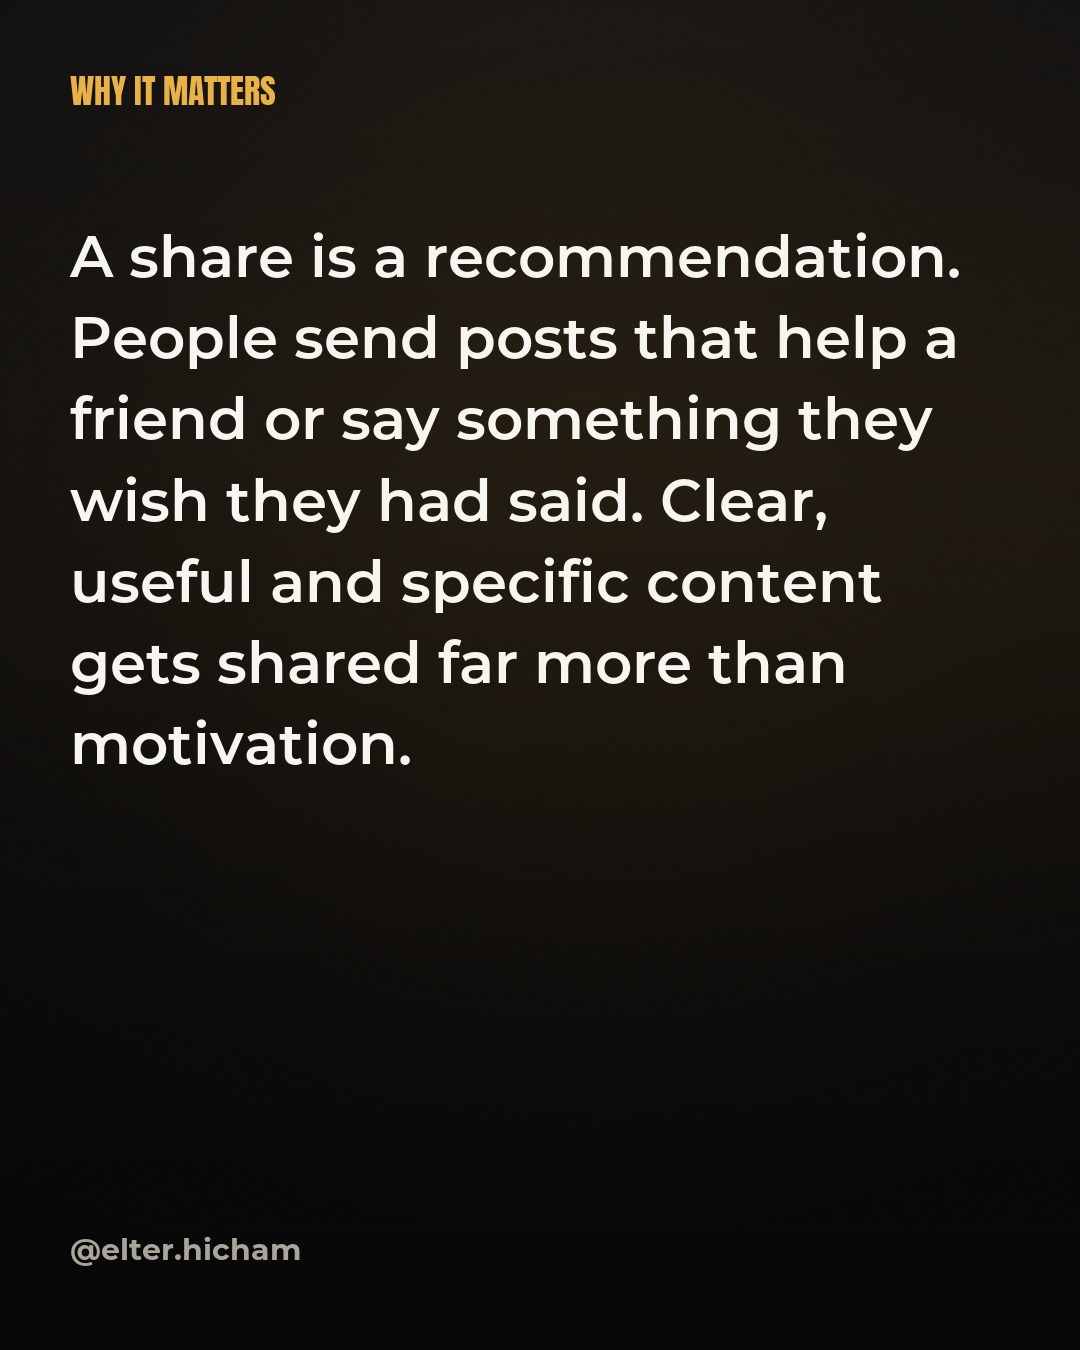 WHY IT MATTERS
A share is a recommendation.
People send posts that help a
friend or say something they
wish they had said. Clear,
useful and specific content
gets shared far more than
motivation.
@elter.hicham